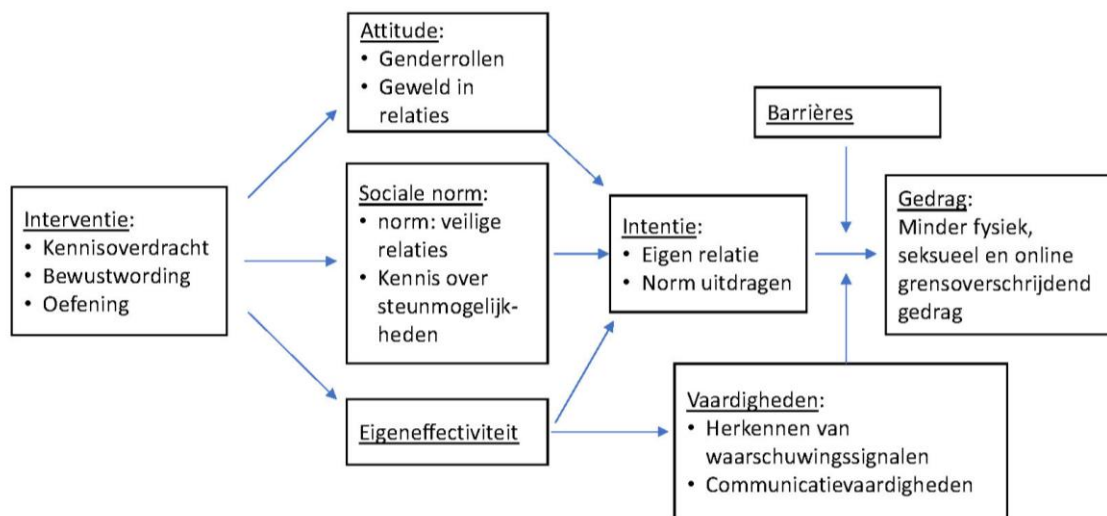 Attitude:
• Genderrollen
• Geweld in
relaties
Barrières
Interventie:
• Kennisoverdracht
• Bewustwording
• Oefening
Sociale norm:
• norm: veilige
relaties
• Kennis over
steunmogelijk-
heden
Intentie:
• Eigen relatie
• Norm uitdragen
Gedrag:
Minder fysiek,
seksueel en online
grensoverschrijdend
gedrag
Eigeneffectiviteit
Vaardigheden:
• Herkennen van
waarschuwingssignalen
• Communicatievaardigheden